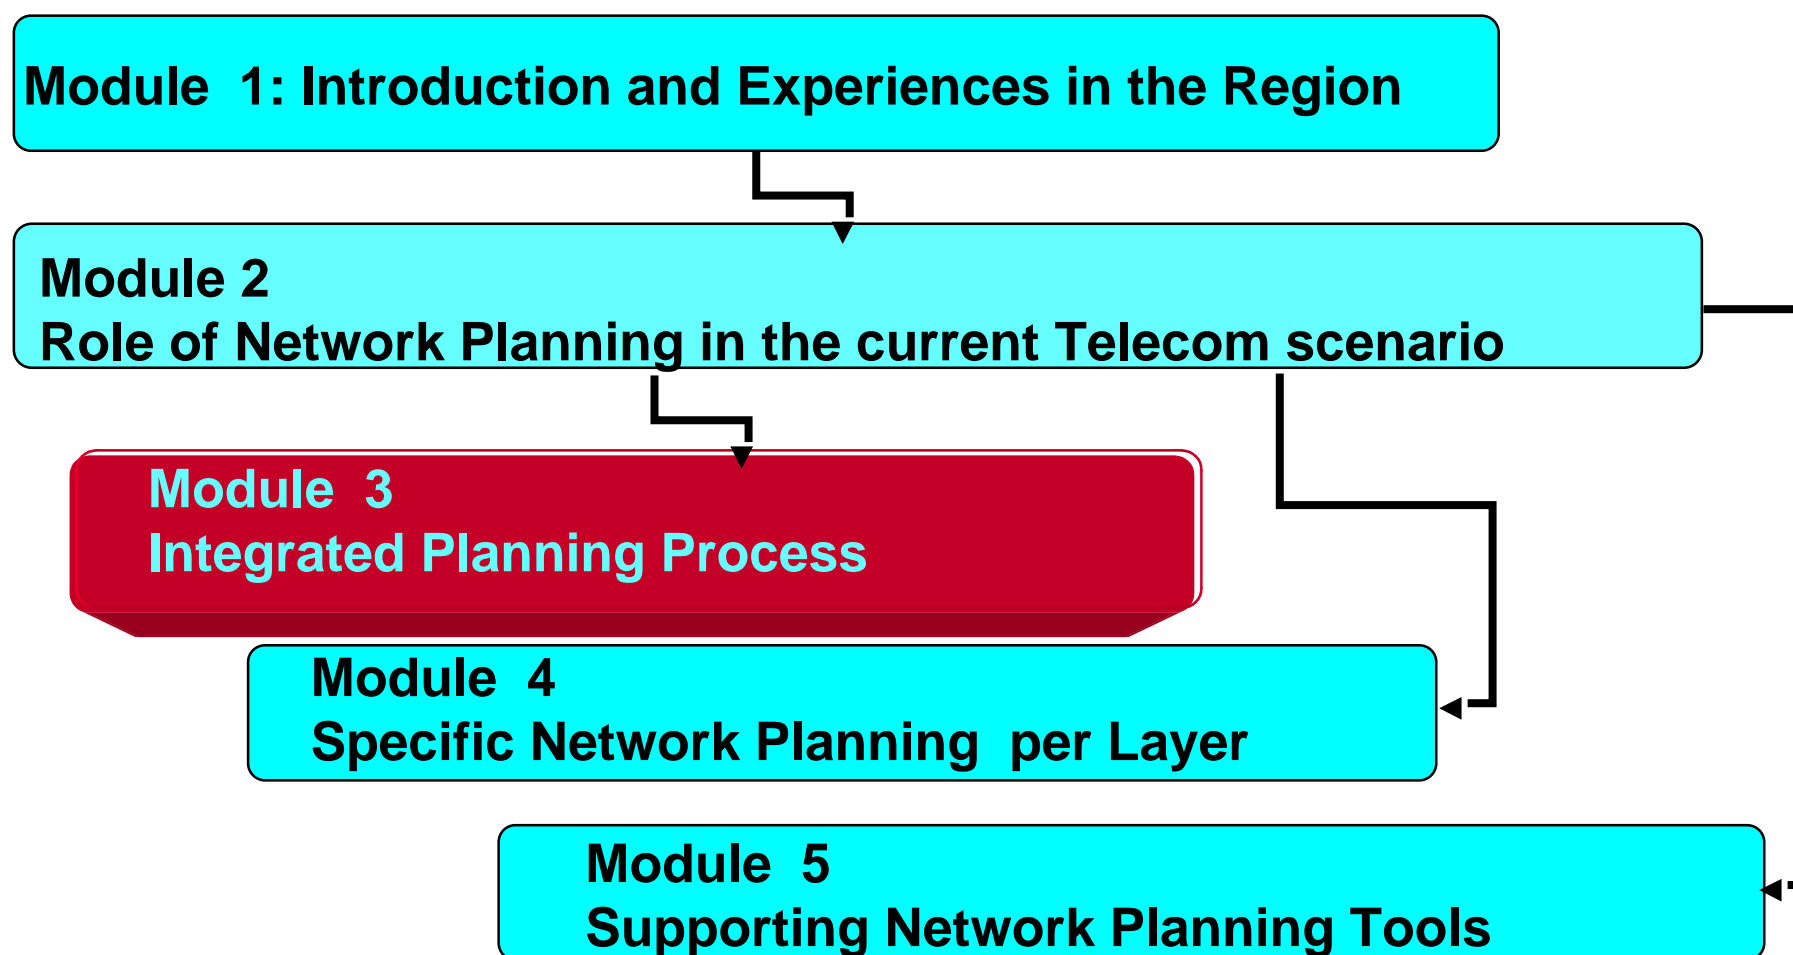 Module 1: Introduction and Experiences in the Region
Module 2
Role of Network Planning in the current Telecom scenario
Module 3
Integrated Planning Process
Module 4
Specific Network Planning per Layer
Module 5
Supporting Network Planning Tools